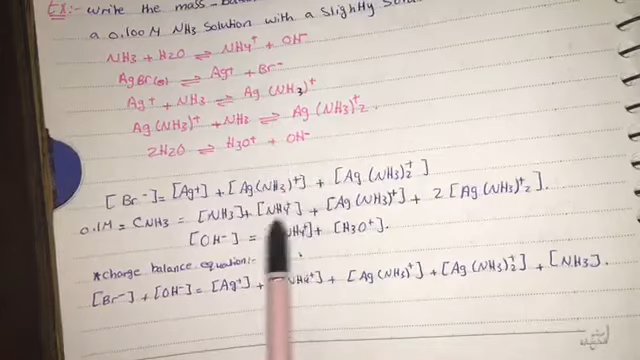 Ex:- Write the mass-
a 0.100 M NH3 solution with a slightly
NH3 + H2O ⇌ NH4+ + OH-
AgBr(s) ⇌ Ag+ + Br-
Ag+ + NH3 ⇌ Ag(NH3)+
Ag(NH3)+ + NH3 ⇌ Ag(NH3)+2
2H2O ⇌ H3O+ + OH-
[Br-] = [Ag+] + [Ag(NH3)+] + [Ag(NH3)2+]
0.1M = CNH3 = [NH3] + [NH4+] + [Ag(NH3)+] + 2[Ag(NH3)+2].
[OH-] = NH4+] + [H3O+].
*Charge balance equation:-
[Br-] + [OH-] = [Ag+] + NH4+] + [Ag(NH3)+] + [Ag(NH3)2+] + [NH3].